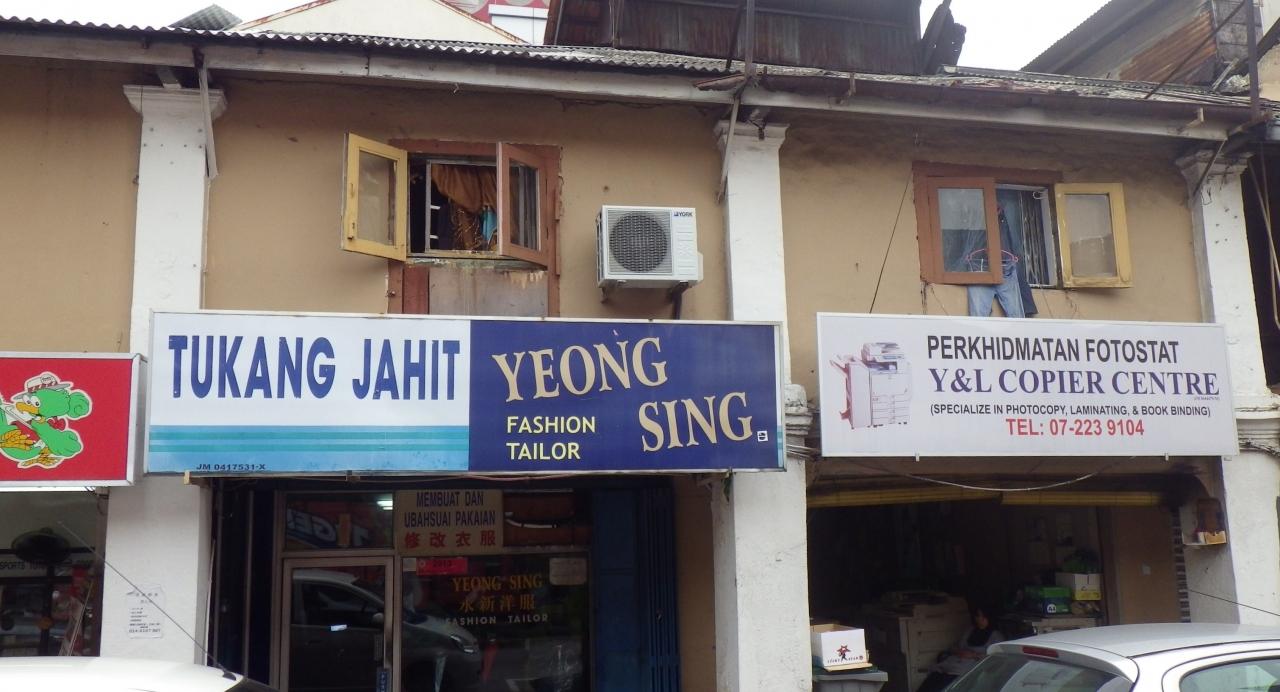 YORK
TUKANG JAHIT
YEONG
SING
FASHION
TAILOR
JM 0417531-X
PERKHIDMATAN FOTOSTAT
Y&L COPIER CENTRE
(SPECIALIZE IN PHOTOCOPY, LAMINATING, & BOOK BINDING)
TEL: 07-223 9104
MEMBUAT DAN
UBAHSUAI PAKAIAN
修改衣服
YEONG SING
永新洋服
FASHION TAILOR
SPORTS